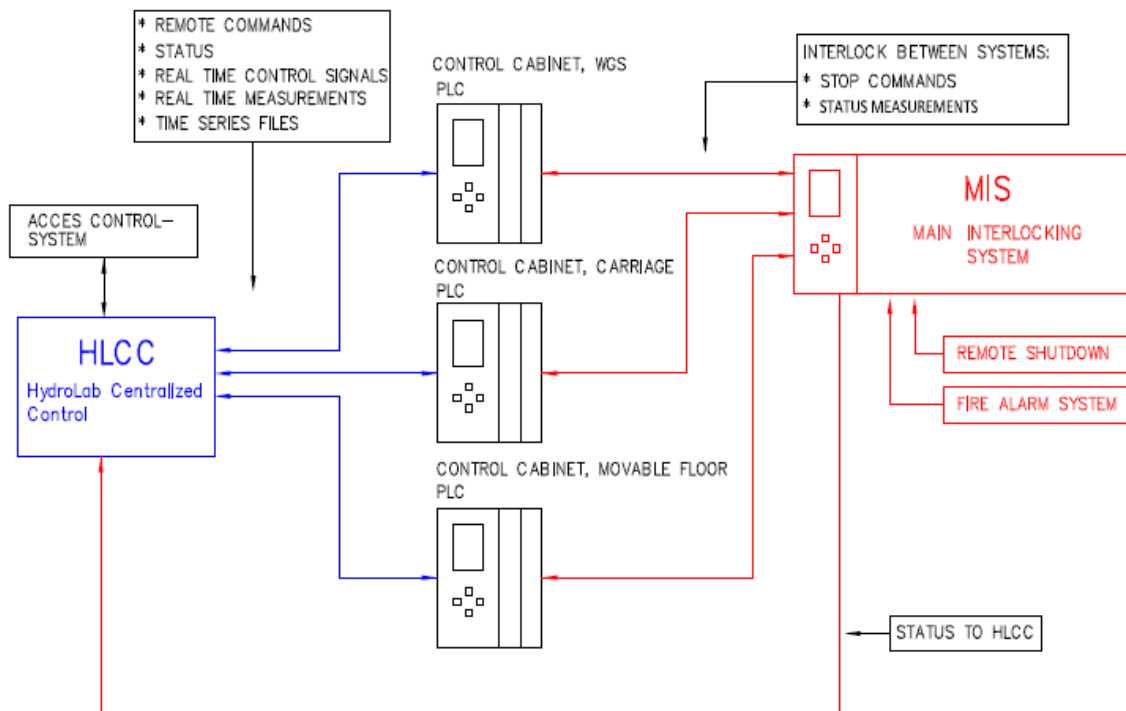 * REMOTE COMMANDS
* STATUS
* REAL TIME CONTROL SIGNALS
* REAL TIME MEASUREMENTS
* TIME SERIES FILES
CONTROL CABINET, WGS
PLC
INTERLOCK BETWEEN SYSTEMS:
* STOP COMMANDS
* STATUS MEASUREMENTS
MIS
MAIN INTERLOCKING
SYSTEM
ACCES CONTROL-
SYSTEM
CONTROL CABINET, CARRIAGE
PLC
HLCC
HydroLab Centralized
Control
REMOTE SHUTDOWN
FIRE ALARM SYSTEM
CONTROL CABINET, MOVABLE FLOOR
PLC
STATUS TO HLCC